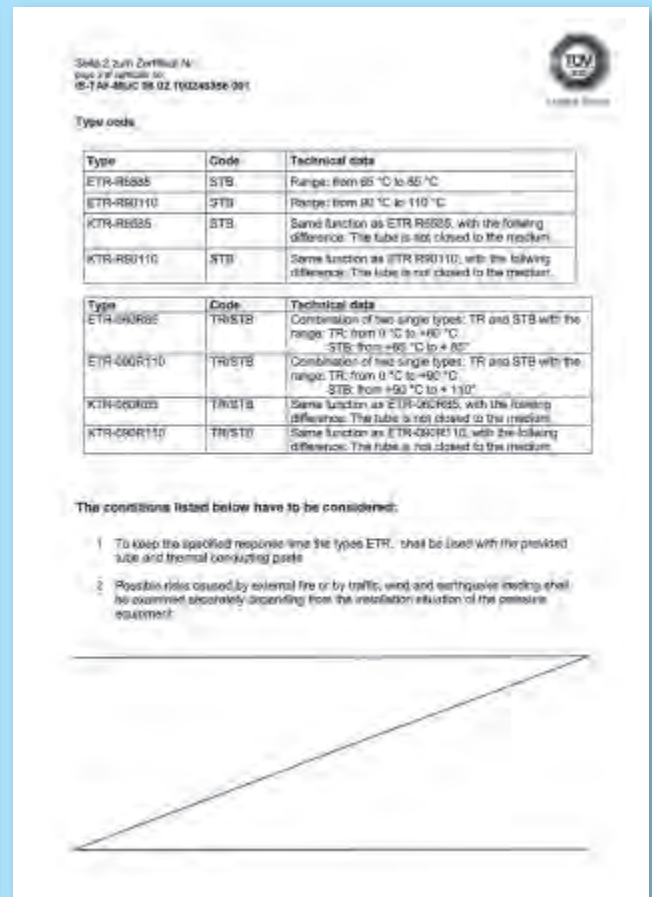 Seite 2 zum Zertifikat Nr.
page 2 of certificate no.
TÜV
SÜD
Type code
Type Code Technical data
ETR-R6585 STB Range: from 65 °C to 85 °C
ETR-R90110 STB Range: from 90 °C to 110 °C
KTR-R6585 STB Same function as ETR R6585, with the follwing
difference: The tube is not closed to the medium.
KTR-R90110 STB Same function as ETR R90110, with the follwing
difference: The tube is not closed to the medium.
Type Code Technical data
ETR-060R85 TR/STB Combination of two single types: TR and STB with the
range: TR: from 0 °C to +60 °C
STB: from +65 °C to + 85°
ETR-090R110 TR/STB Combination of two single types: TR and STB with the
range: TR: from 0 °C to +90 °C
STB: from +90 °C to + 110°
KTR-060R85 TR/STB Same function as ETR-060R85, with the follwing
difference: The tube is not closed to the medium
KTR-090R110 TR/STB Same function as ETR-090R110, with the follwing
difference: The tube is not closed to the medium
The conditions listed below have to be considered:
1 To keep the specified response time the types ETR. shall be used with the provided
tube and thermal conducting paste
2 Possible risks caused by external fire or by traffic, wind and earthquake loading shall
be examined separately depending from the installation situation of the pressure
equipment